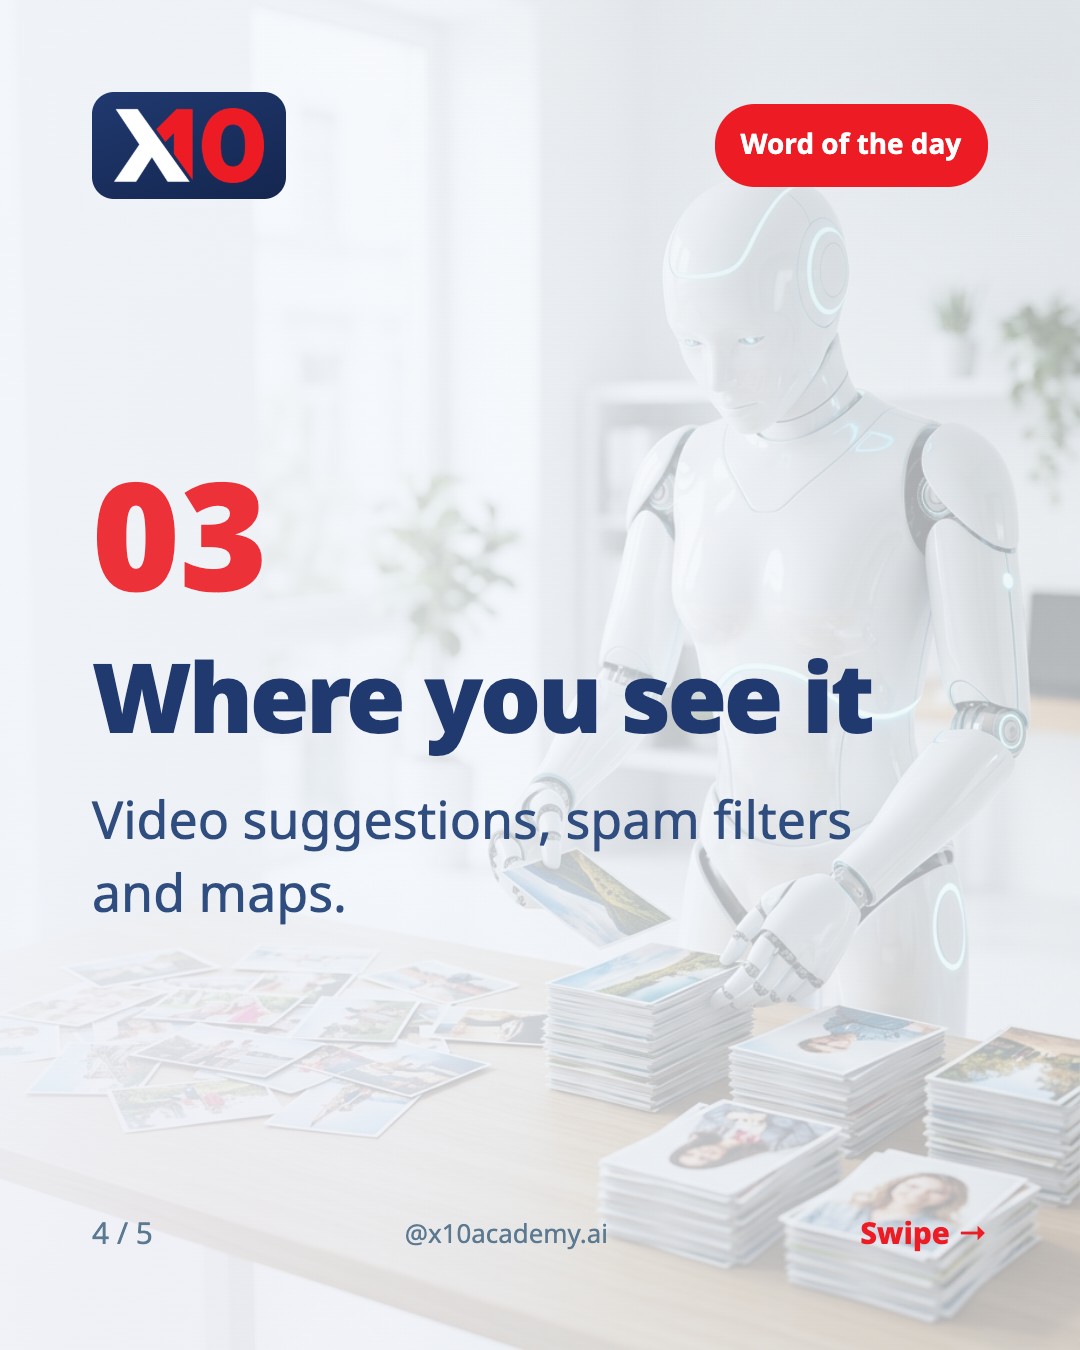 X10
Word of the day
03
Where you see it
Video suggestions, spam filters
and maps.
4 / 5
@x10academy.ai
Swipe →